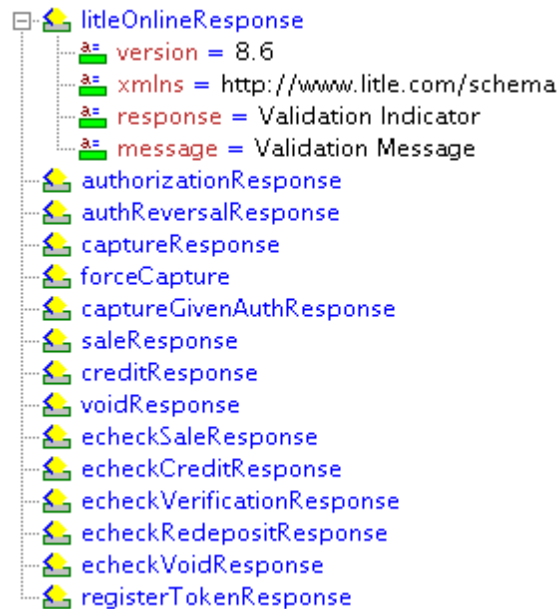 litleOnlineResponse
version = 8.6
xmlns = http://www.litle.com/schema
response = Validation Indicator
message = Validation Message
authorizationResponse
authReversalResponse
captureResponse
forceCapture
captureGivenAuthResponse
saleResponse
creditResponse
voidResponse
echeckSaleResponse
echeckCreditResponse
echeckVerificationResponse
echeckRedepositResponse
echeckVoidResponse
registerTokenResponse